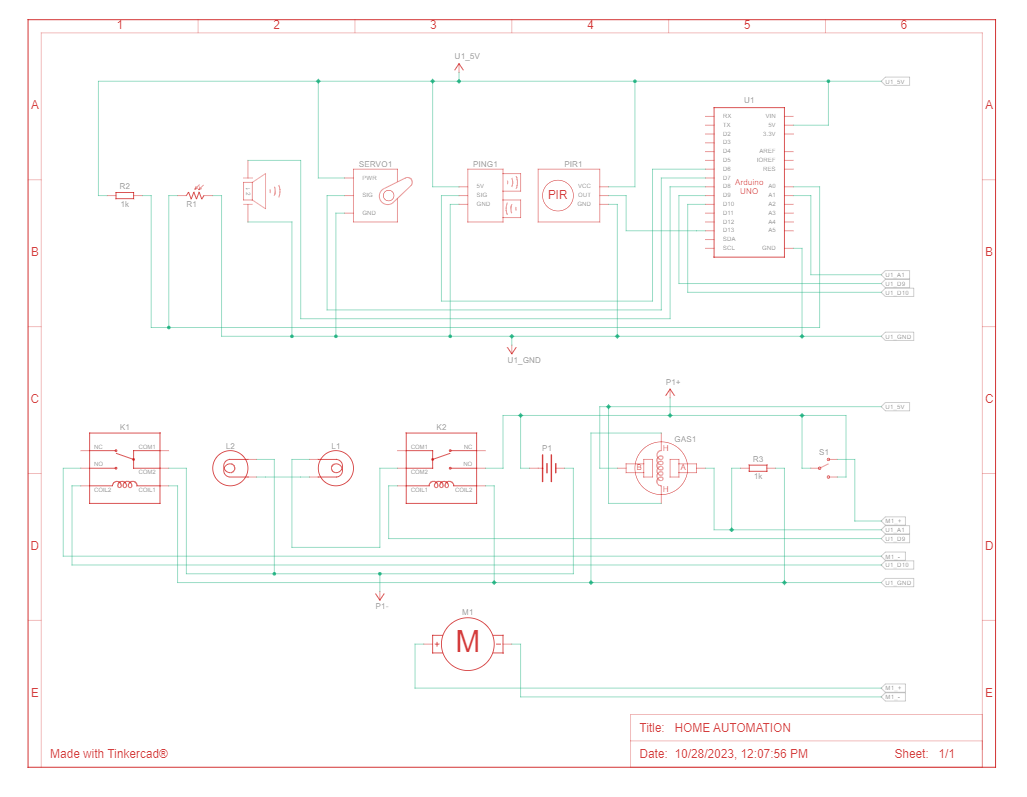 1 2 3 4 5 6
U1_5V
U1_5V
A A
U1
RX VIN
TX 5V
D2 3.3V
D3
D4 AREF
D5 IOREF
D6 RES
D7
D8 A0
D9 A1
D10 A2
D11 A3
D12 A4
D13 A5
SDA
SCL GND
Arduino
UNO
SERVO1
PWR
SIG
GND
PING1
5V
SIG
GND
PIR1
PIR
VCC
OUT
GND
R2
1k
R1
B B
U1_A1
U1_D9
U1_D10
U1_GND
U1_GND
P1+
C C
U1_5V
K1
NC COM1
NO COM2
COIL2 COIL1
L2
L1
K2
COM1 NC
COM2 NO
COIL1 COIL2
P1
GAS1
H
B A
H
R3
1k
S1
D D
M1_+
U1_A1
U1_D9
M1_-
U1_D10
U1_GND
P1-
M1
+ M -
E E
M1_+
M1_-
Title: HOME AUTOMATION
Made with Tinkercad®
Date: 10/28/2023, 12:07:56 PM Sheet: 1/1